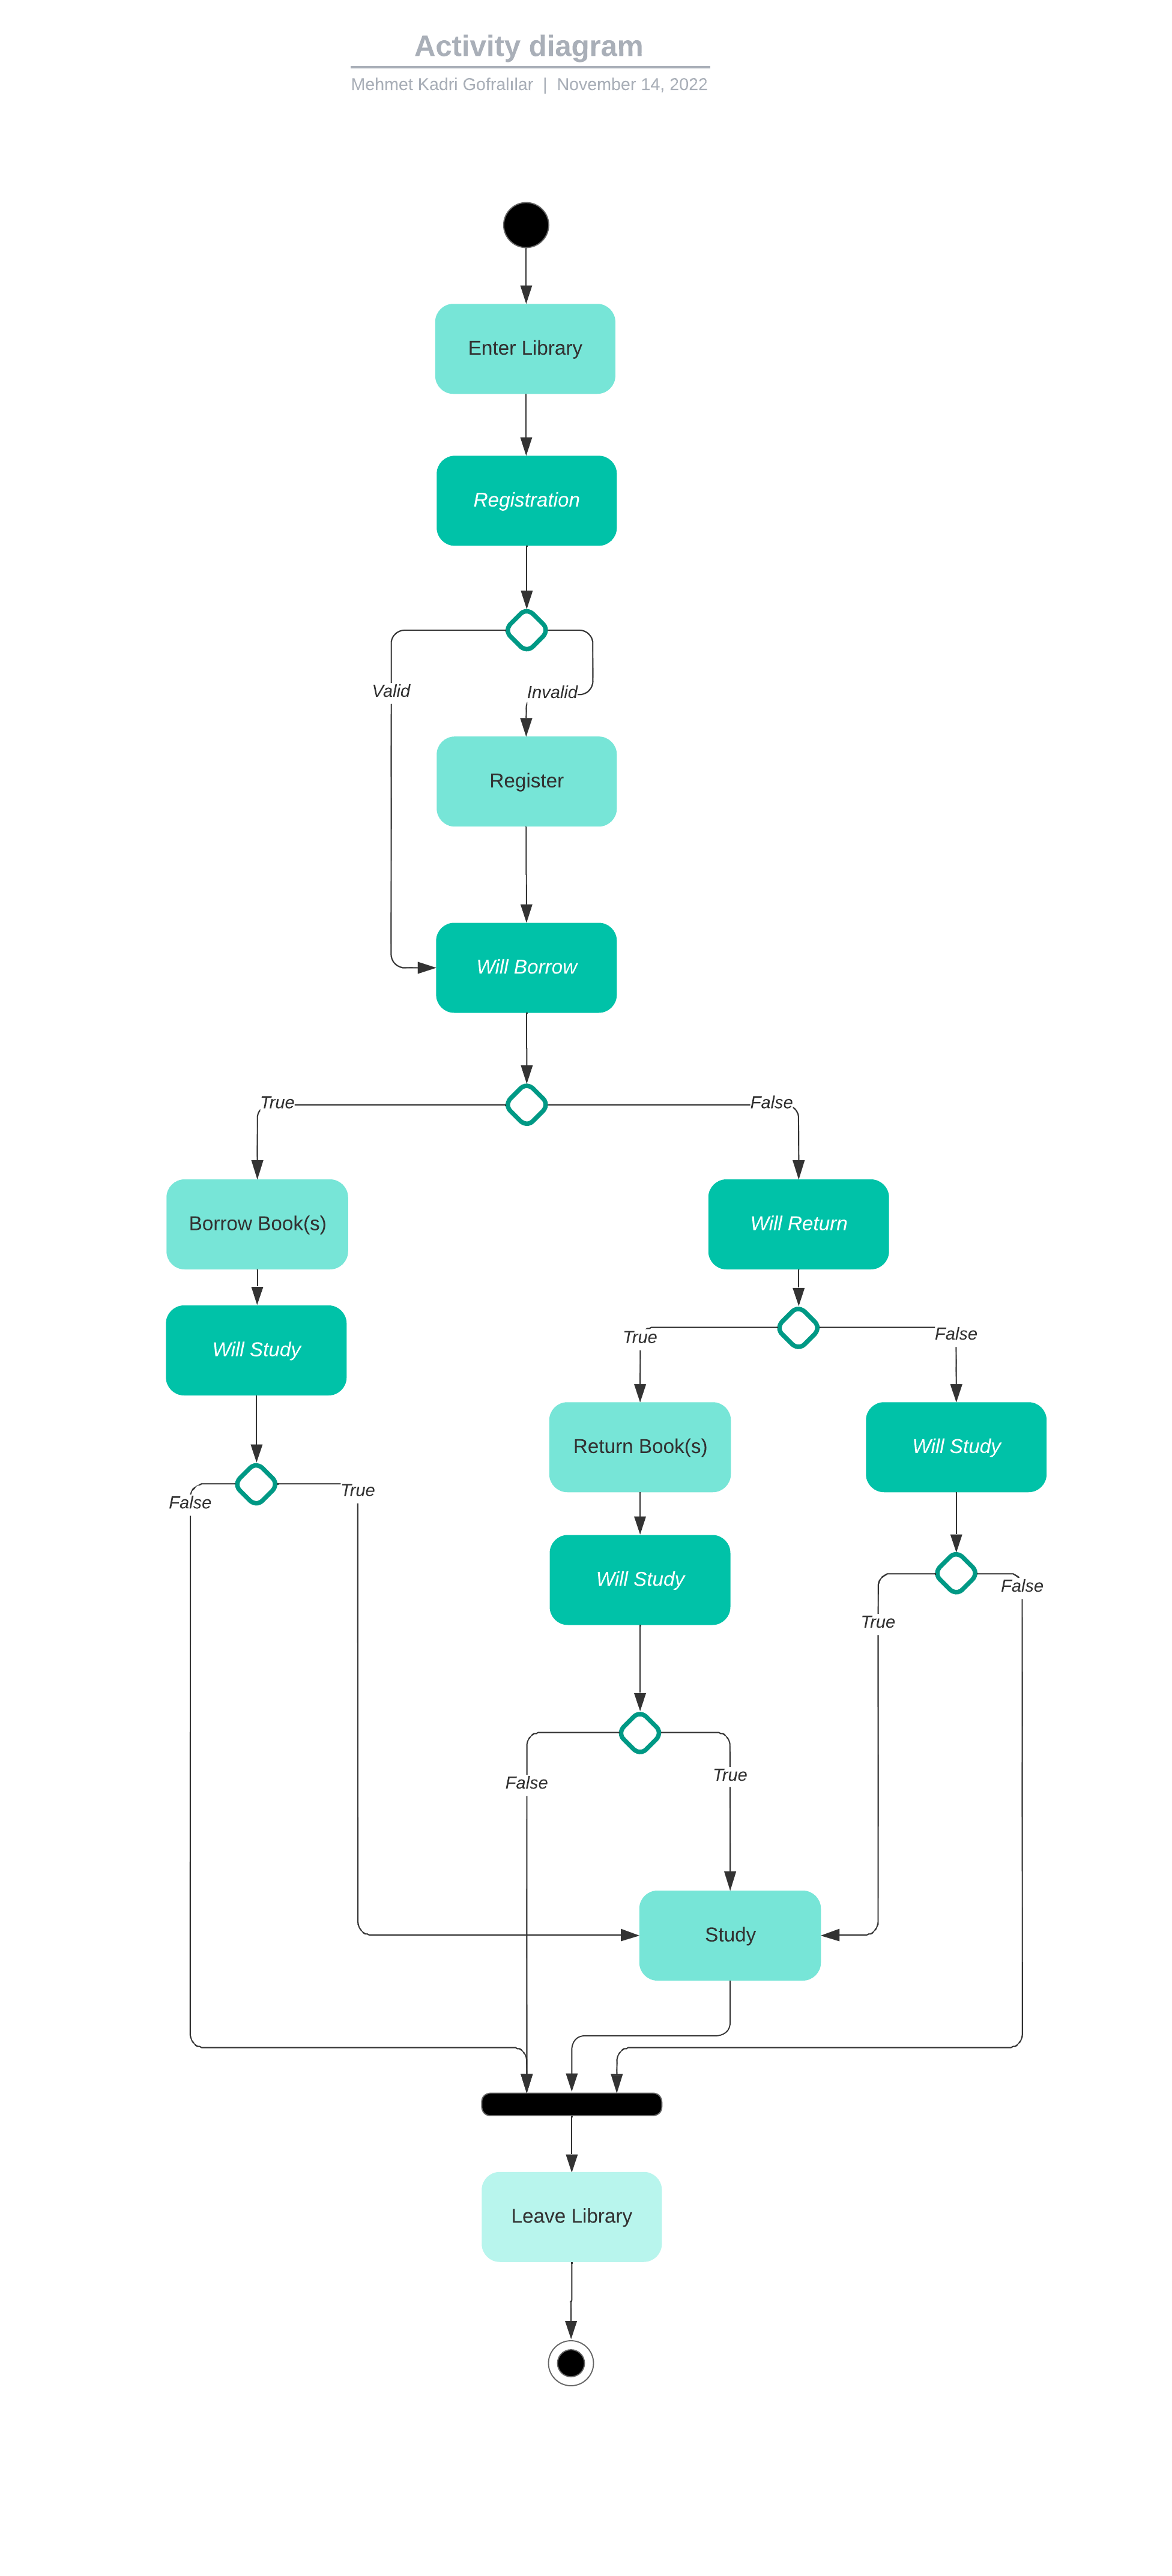 Activity diagram
Mehmet Kadri Gofralılar | November 14, 2022
Enter Library
Registration
Valid
Invalid
Register
Will Borrow
True
False
Borrow Book(s)
Will Return
Will Study
True
False
Return Book(s)
Will Study
False
True
Will Study
True
False
False
True
Study
Leave Library